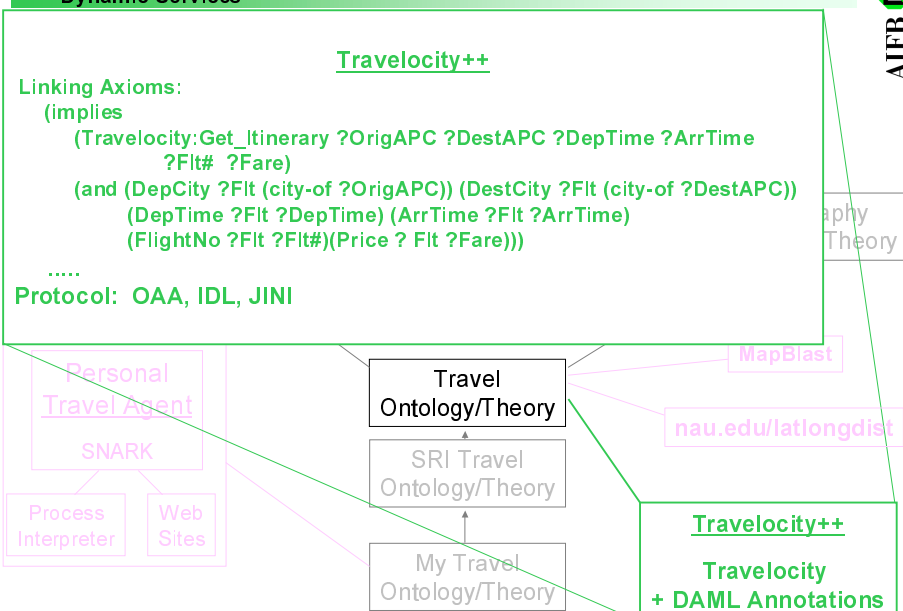 Dynamic Services
AIFB
Travelocity++
Linking Axioms:
(implies
(Travelocity:Get_Itinerary ?OrigAPC ?DestAPC ?DepTime ?ArrTime
?Flt# ?Fare)
(and (DepCity ?Flt (city-of ?OrigAPC)) (DestCity ?Flt (city-of ?DestAPC))
(DepTime ?Flt ?DepTime) (ArrTime ?Flt ?ArrTime)
(FlightNo ?Flt ?Flt#)(Price ? Flt ?Fare)))
.....
Protocol: OAA, IDL, JINI
aphy
Theory
Personal
Travel Agent
SNARK
Process
Interpreter
Web
Sites
Travel
Ontology/Theory
SRI Travel
Ontology/Theory
My Travel
Ontology/Theory
MapBlast
nau.edu/latlongdist
Travelocity++
Travelocity
+ DAML Annotations